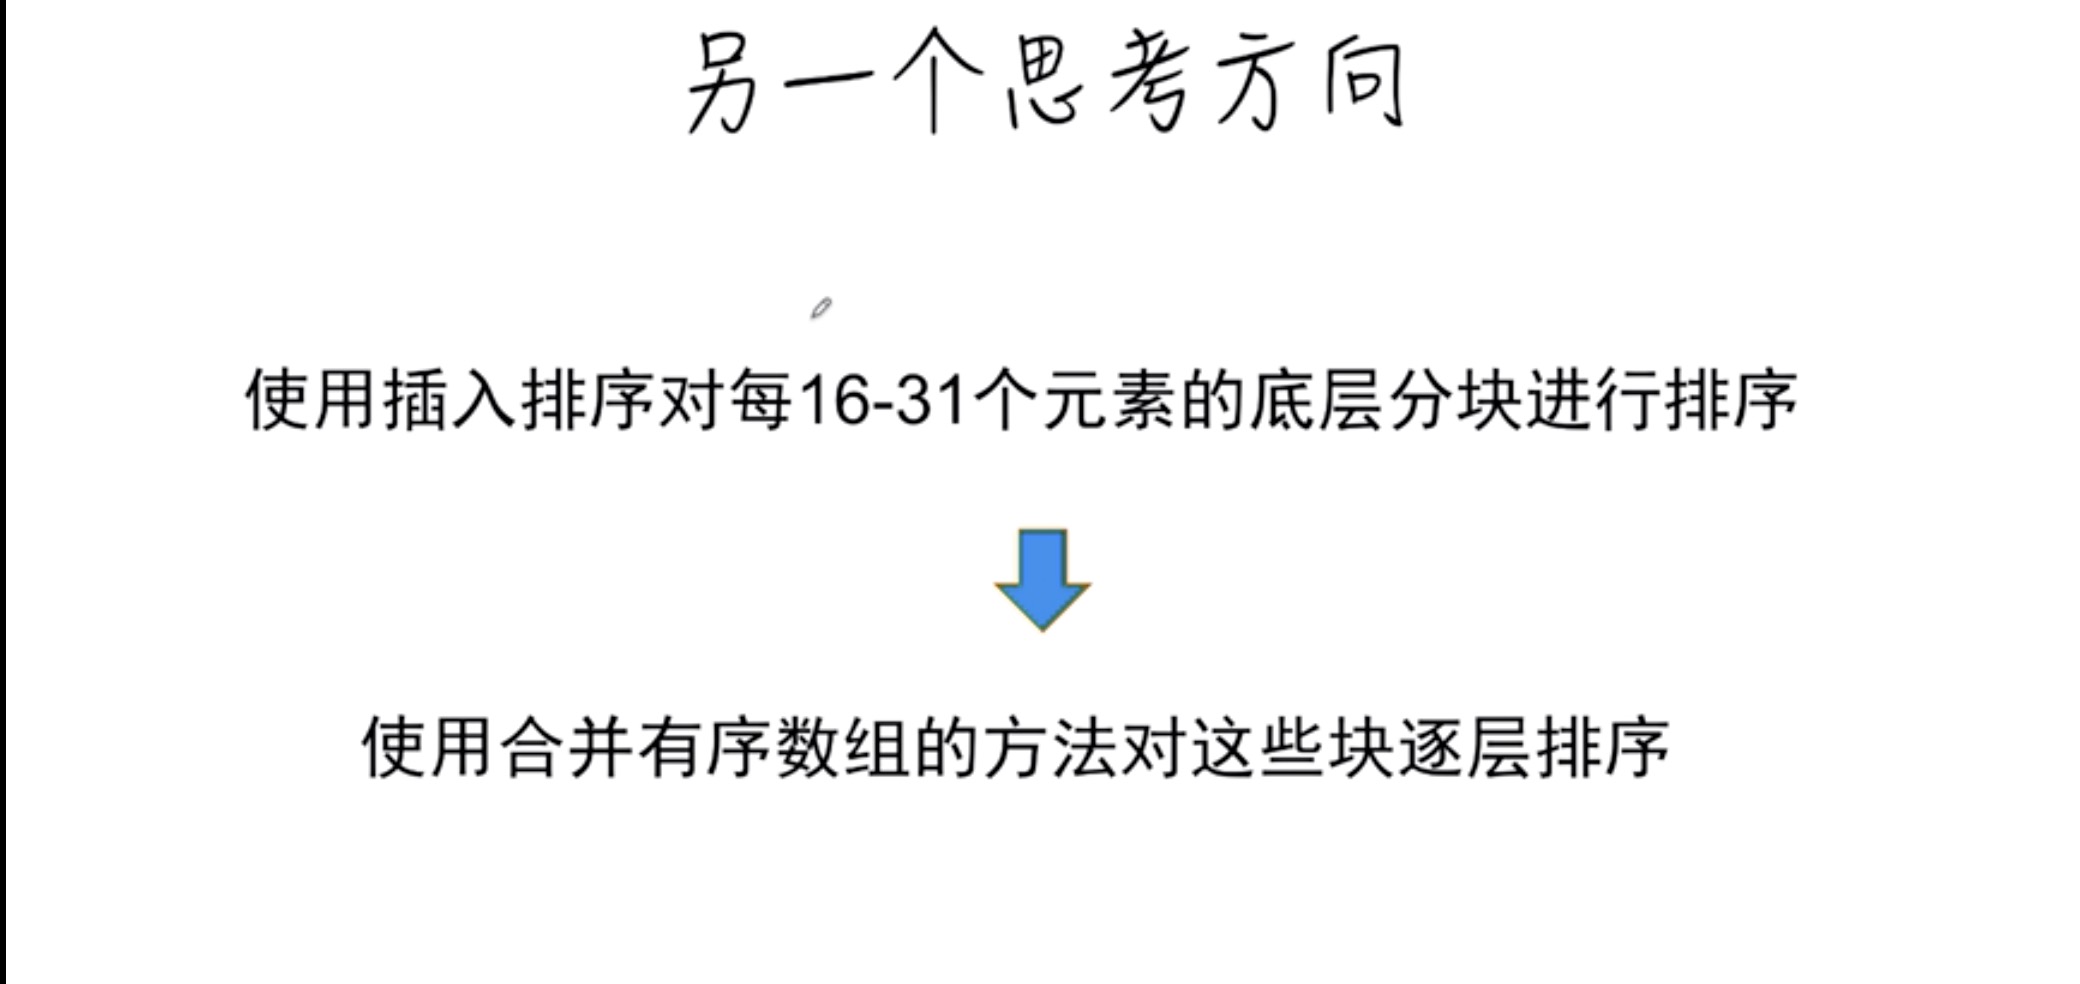 另一个思考方向
使用插入排序对每16-31个元素的底层分块进行排序
使用合并有序数组的方法对这些块逐层排序